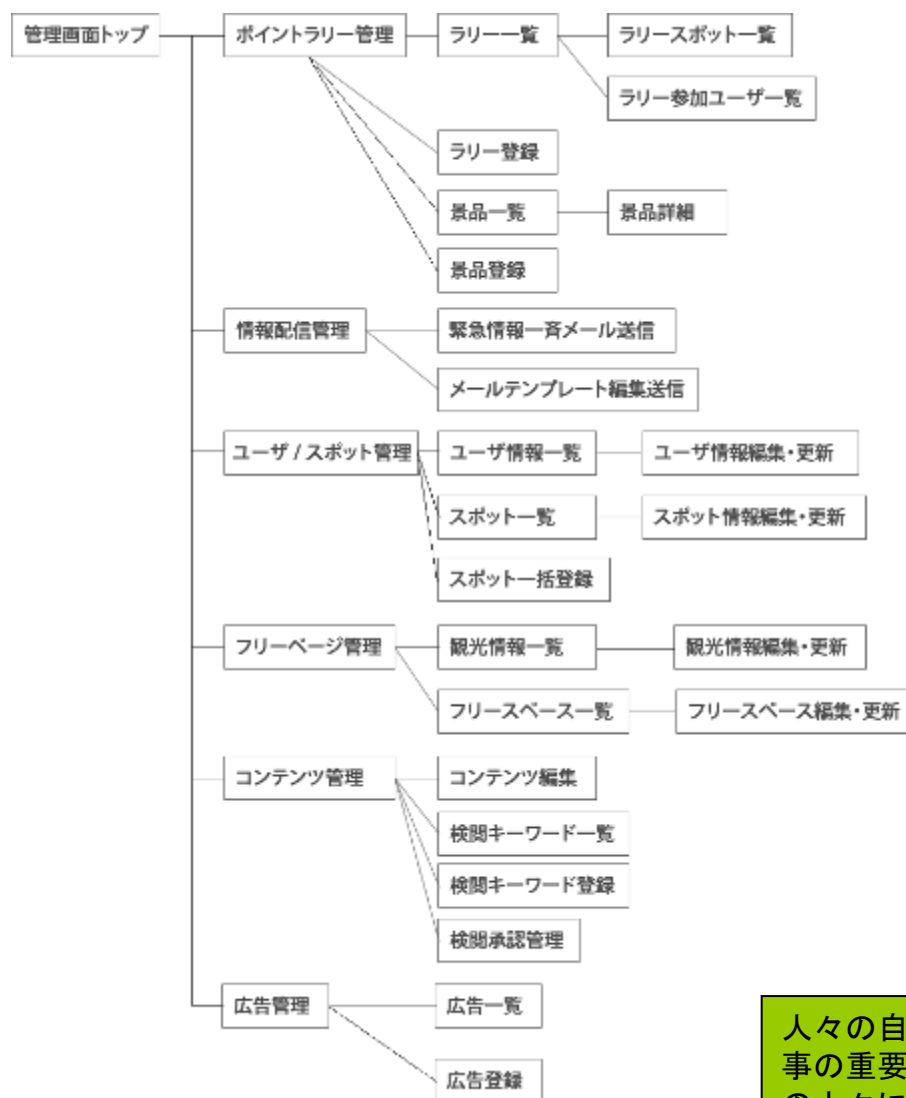 管理画面トップ
ポイントラリー管理
ラリー一覧
ラリースポット一覧
ラリー参加ユーザ一覧
ラリー登録
景品一覧
景品詳細
景品登録
情報配信管理
緊急情報一斉メール送信
メールテンプレート編集送信
ユーザ / スポット管理
ユーザ情報一覧
ユーザ情報編集・更新
スポット一覧
スポット情報編集・更新
スポット一括登録
フリーページ管理
観光情報一覧
観光情報編集・更新
フリースペース一覧
フリースペース編集・更新
コンテンツ管理
コンテンツ編集
検閲キーワード一覧
検閲キーワード登録
検閲承認管理
広告管理
広告一覧
広告登録
人々の自
事の重要